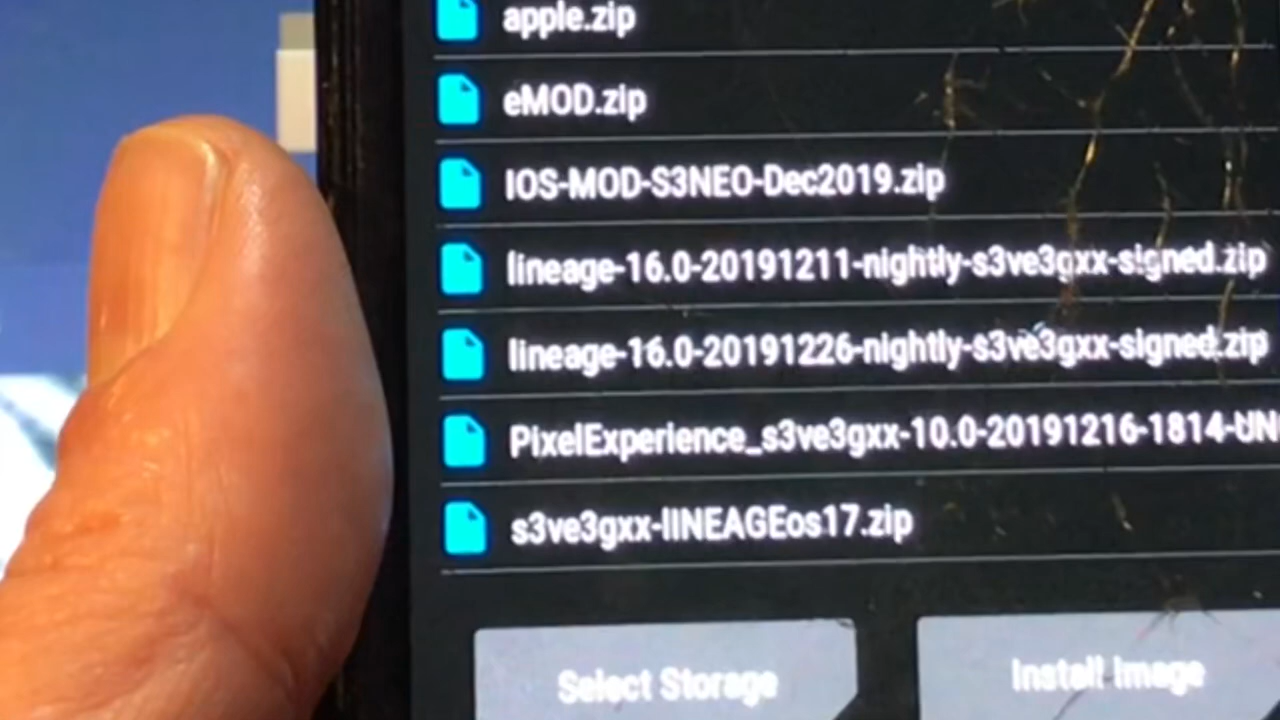 apple.zip
eMOD.zip
IOS-MOD-S3NEO-Dec2019.zip
lineage-16.0-20191211-nightly-s3ve3gxx-signed.zip
lineage-16.0-20191226-nightly-s3ve3gxx-signed.zip
PixelExperience_s3ve3gxx-10.0-20191216-1814-UN
s3ve3gxx-lINEAGEos17.zip
Select Storage
Install Image